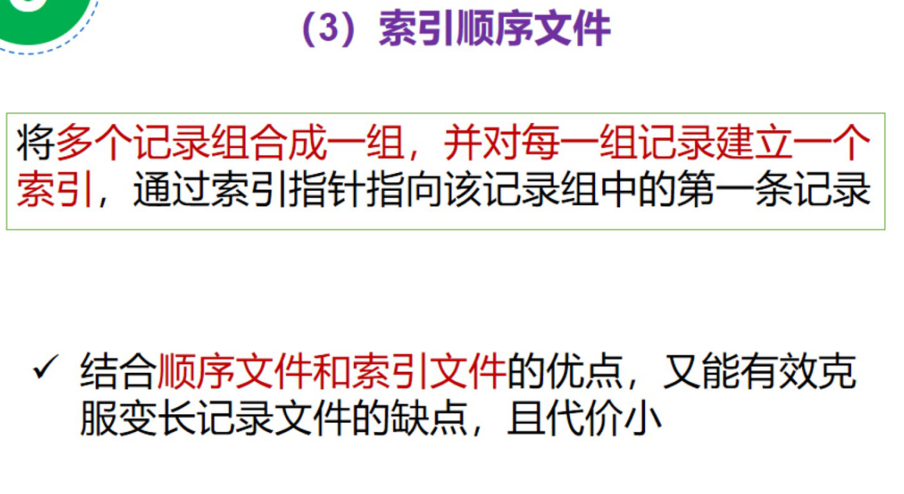 （3）索引顺序文件
将多个记录组合成一组，并对每一组记录建立一个
索引，通过索引指针指向该记录组中的第一条记录
✓ 结合顺序文件和索引文件的优点，又能有效克
服变长记录文件的缺点，且代价小